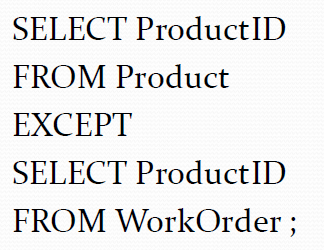 SELECT ProductID
FROM Product
EXCEPT
SELECT ProductID
FROM WorkOrder ;